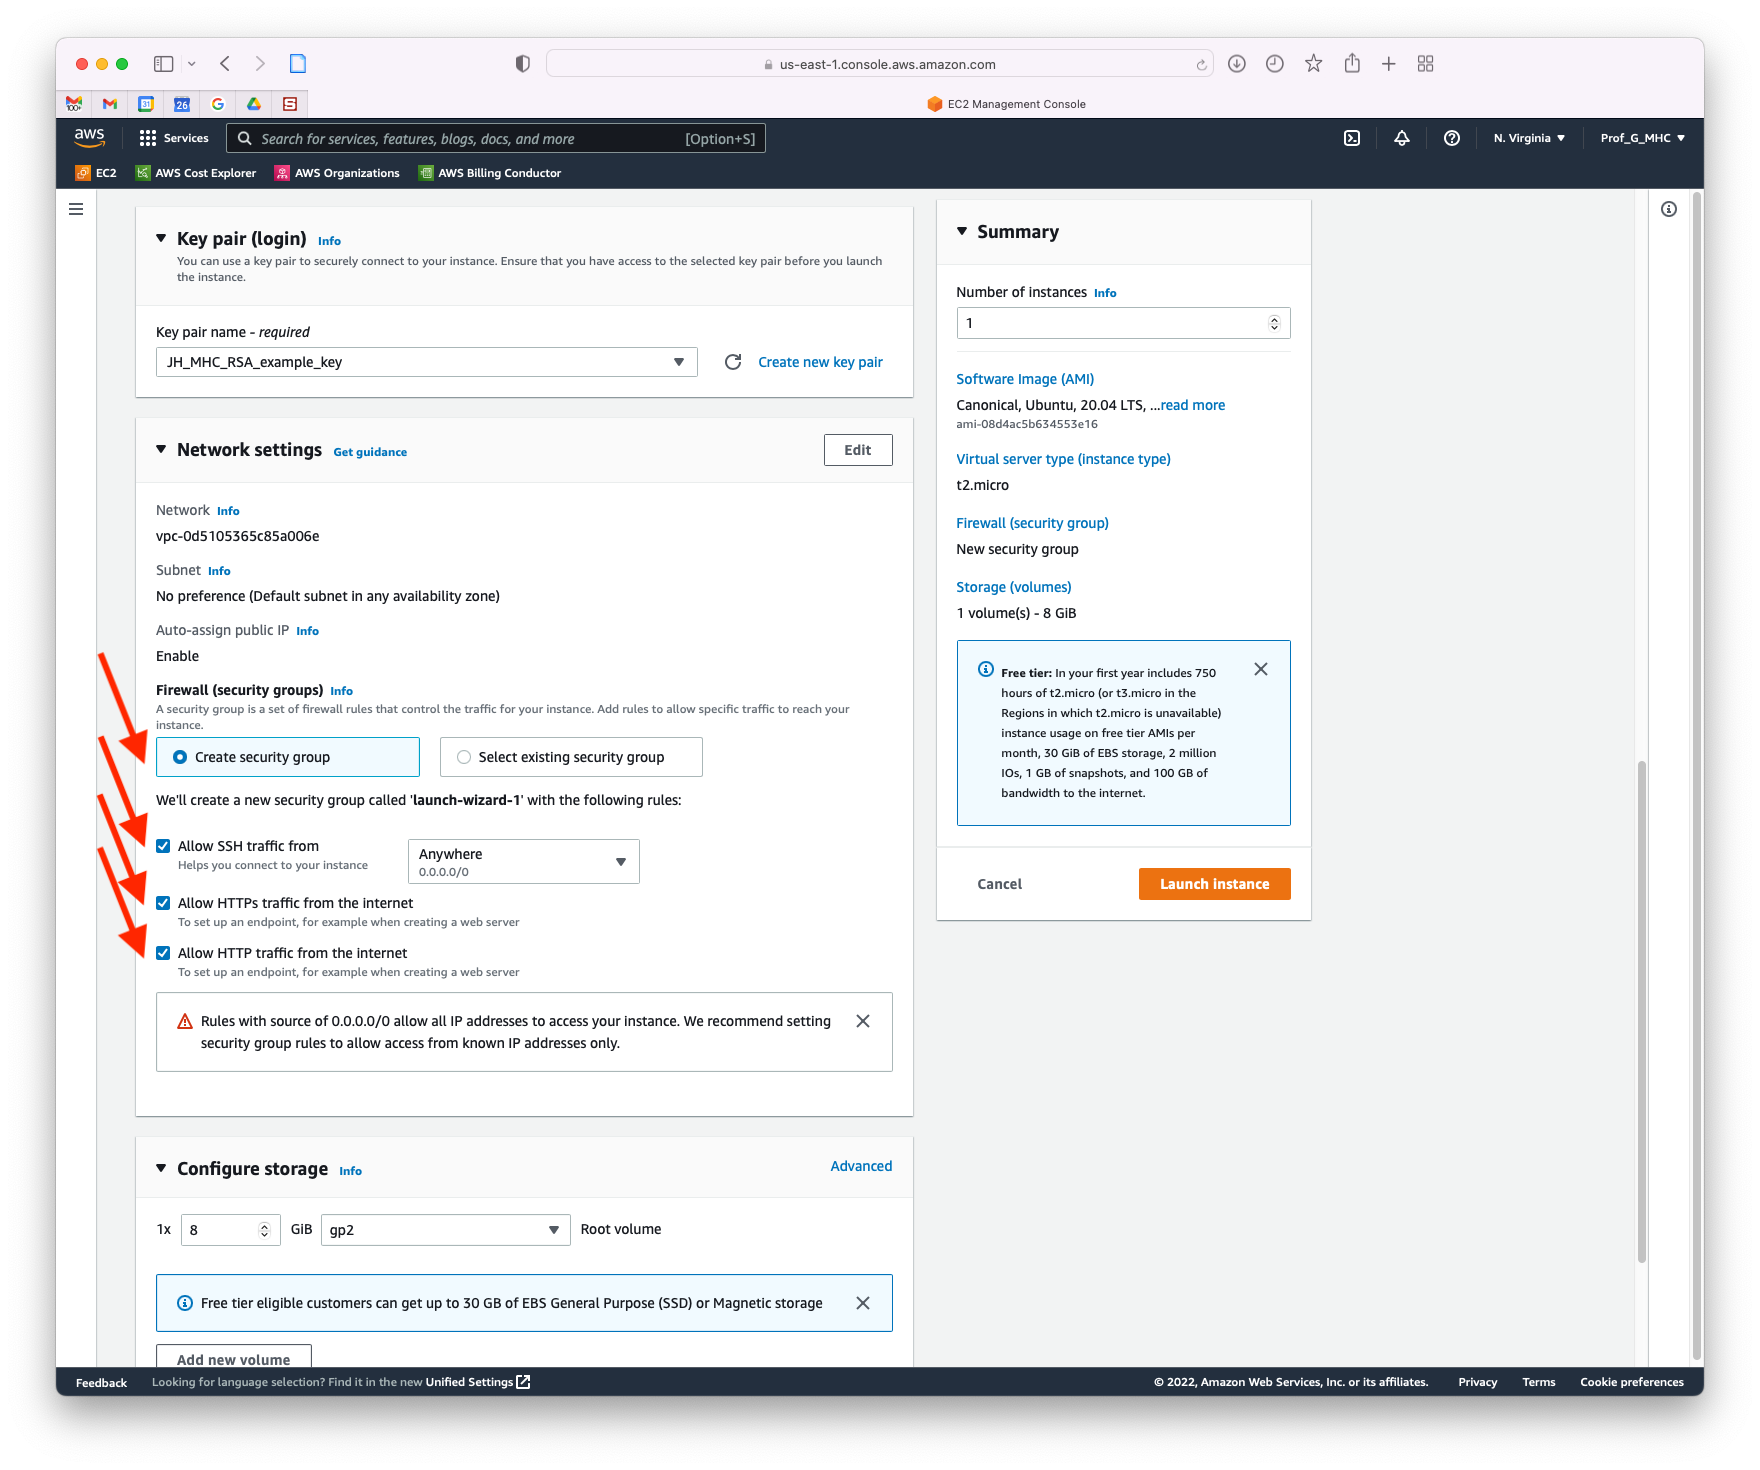 us-east-1.console.aws.amazon.com
EC2 Management Console
aws
Services
Search for services, features, blogs, docs, and more
[Option+S]
N. Virginia
Prof_G_MHC
EC2
AWS Cost Explorer
AWS Organizations
AWS Billing Conductor
Key pair (login) Info
You can use a key pair to securely connect to your instance. Ensure that you have access to the selected key pair before you launch
the instance.
Key pair name - required
JH_MHC_RSA_example_key
Create new key pair
Network settings Get guidance
Edit
Network Info
vpc-0d5105365c85a006e
Subnet Info
No preference (Default subnet in any availability zone)
Auto-assign public IP Info
Enable
Firewall (security groups) Info
A security group is a set of firewall rules that control the traffic for your instance. Add rules to allow specific traffic to reach your
instance.
Create security group
Select existing security group
We'll create a new security group called 'launch-wizard-1' with the following rules:
Allow SSH traffic from
Helps you connect to your instance
Anywhere
0.0.0.0/0
Allow HTTPs traffic from the internet
To set up an endpoint, for example when creating a web server
Allow HTTP traffic from the internet
To set up an endpoint, for example when creating a web server
Rules with source of 0.0.0.0/0 allow all IP addresses to access your instance. We recommend setting
security group rules to allow access from known IP addresses only.
Configure storage Info
Advanced
1x 8 GiB gp2 Root volume
Free tier eligible customers can get up to 30 GB of EBS General Purpose (SSD) or Magnetic storage
Add new volume
Summary
Number of instances Info
1
Software Image (AMI)
Canonical, Ubuntu, 20.04 LTS, ...read more
ami-08d4ac5b634553e16
Virtual server type (instance type)
t2.micro
Firewall (security group)
New security group
Storage (volumes)
1 volume(s) - 8 GiB
Free tier: In your first year includes 750
hours of t2.micro (or t3.micro in the
Regions in which t2.micro is unavailable)
instance usage on free tier AMIs per
month, 30 GiB of EBS storage, 2 million
IOs, 1 GB of snapshots, and 100 GB of
bandwidth to the internet.
Cancel
Launch instance
Feedback
Looking for language selection? Find it in the new Unified Settings
© 2022, Amazon Web Services, Inc. or its affiliates.
Privacy
Terms
Cookie preferences